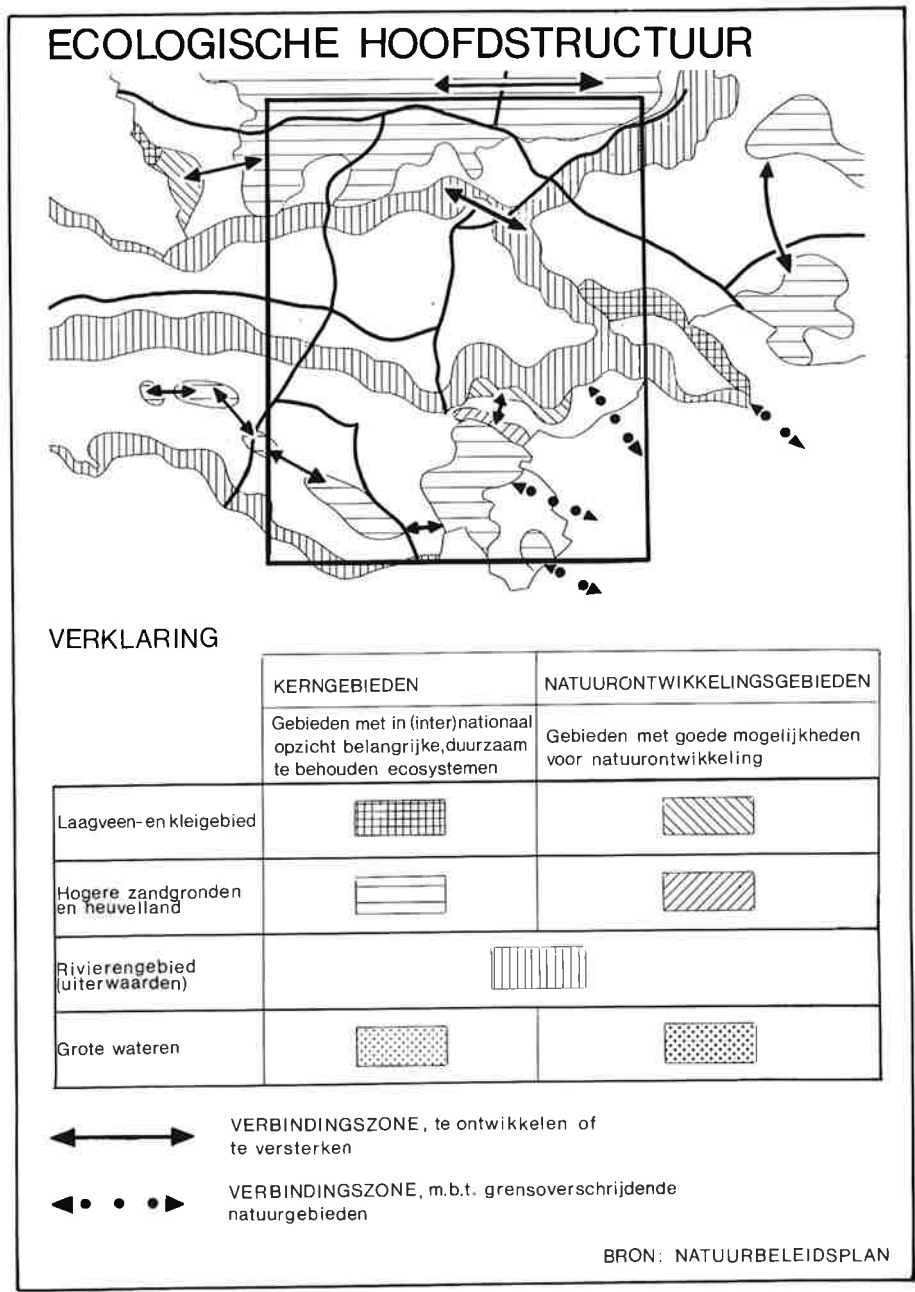 ECOLOGISCHE HOOFDSTRUCTUUR
VERKLARING
KERNGEBIEDEN
NATUURONTWIKKELINGSGEBIEDEN
Gebieden met in (inter)nationaal
opzicht belangrijke, duurzaam
te behouden ecosystemen
Gebieden met goede mogelijkheden
voor natuurontwikkeling
Laagveen- en kleigebied
Hogere zandgronden
en heuvelland
Rivierengebied
(uiterwaarden)
Grote wateren
VERBINDINGSZONE, te ontwikkelen of
te versterken
VERBINDINGSZONE, m.b.t. grensoverschrijdende
natuurgebieden
BRON: NATUURBELEIDSPLAN